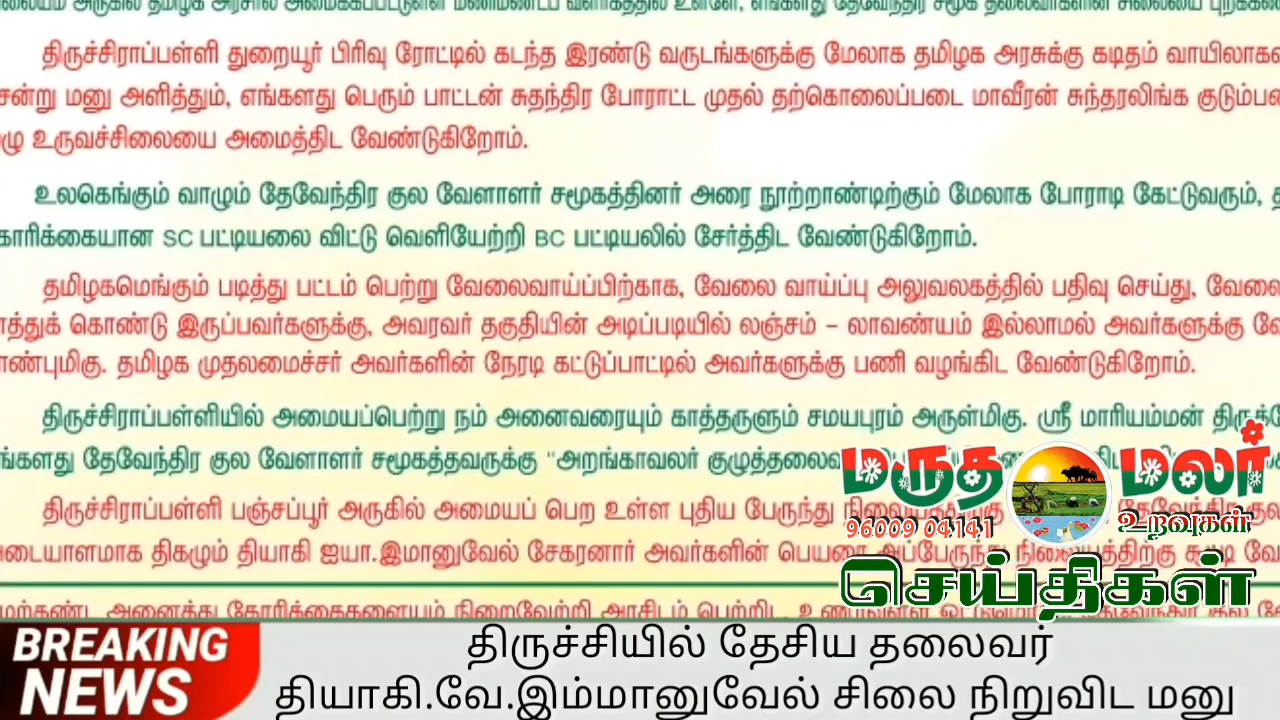 திருச்சிராப்பள்ளி துறையூர் பிரிவு ரோட்டில் கடந்த இரண்டு வருடங்களுக்கு மேலாக தமிழக அரசுக்கு கடிதம்
மனு அளித்தும், எங்களது பெரும் பாட்டன் சுதந்திர போராட்ட முதல் தற்கொலைப்படை மாவீரன் சுந்தரலிங்க
உருவச்சிலையை அமைத்திட வேண்டுகிறோம்.
உலகெங்கும் வாழும் தேவேந்திர குல வேளாளர் சமூகத்தினர் அரை நூற்றாண்டிற்கும் மேலாக போராடி கேட்டுவரும்,
SC பட்டியலை விட்டு வெளியேற்றி BC பட்டியலில் சேர்த்திட வேண்டுகிறோம்.
தமிழகமெங்கும் படித்து பட்டம் பெற்று வேலைவாய்ப்பிற்காக, வேலை வாய்ப்பு அலுவலகத்தில் பதிவு செய்து,
கொண்டு இருப்பவர்களுக்கு, அவரவர் தகுதியின் அடிப்படையில் லஞ்சம் – லாவண்யம் இல்லாமல் அவர்களுக்கு
தமிழக முதலமைச்சர் அவர்களின் நேரடி கட்டுப்பாட்டில் அவர்களுக்கு பணி வழங்கிட வேண்டுகிறோம்.
திருச்சிராப்பள்ளியில் அமையப்பெற்று நம் அனைவரையும் காத்தருளும் சமயபுரம் அருள்மிகு. ஸ்ரீ மாரியம்மன்
தேவேந்திர குல வேளாளர் சமூகத்தவருக்கு "அறங்காவலர்
திருச்சிராப்பள்ளி பஞ்சப்பூர் அருகில் அமையப் பெற உள்ள புதிய பேருந்து
திகழும் தியாகி ஐயா.இமானுவேல் சேகரனார் அவர்களின் பெயரை அப்பேருந்து நிலையத்திற்கு சூடி
மருத மலர்
96009 04141 உறவுகள்
செய்திகள்
BREAKING
NEWS
திருச்சியில் தேசிய தலைவர்
தியாகி.வே.இம்மானுவேல் சிலை நிறுவிட மனு